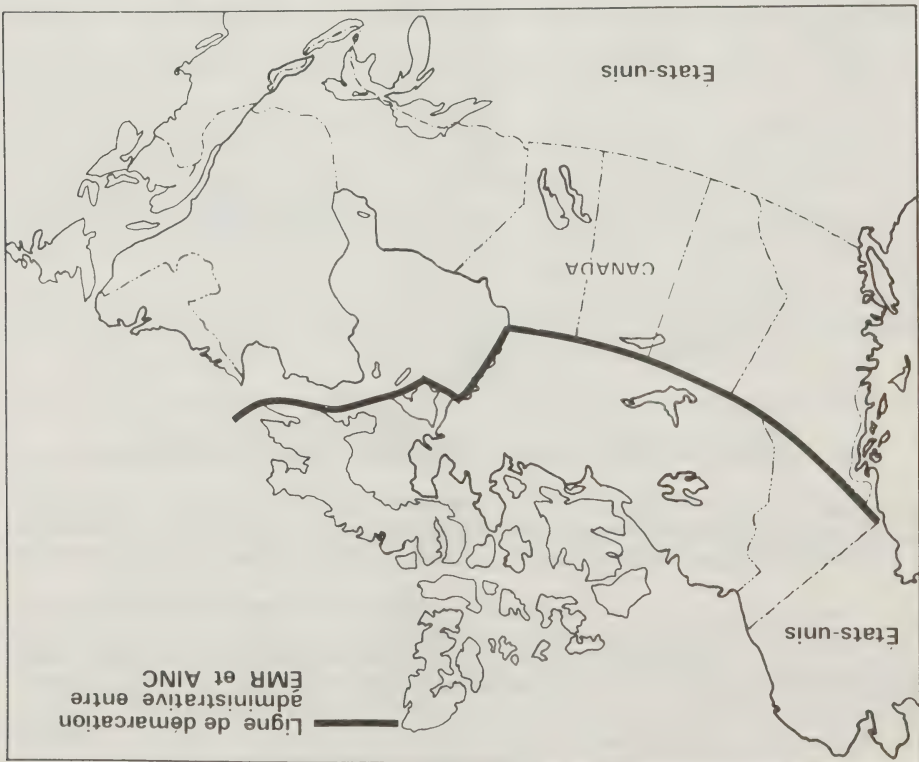 Ligne de démarcation
administrative entre
EMR et AINC
États-unis
CANADA
États-unis